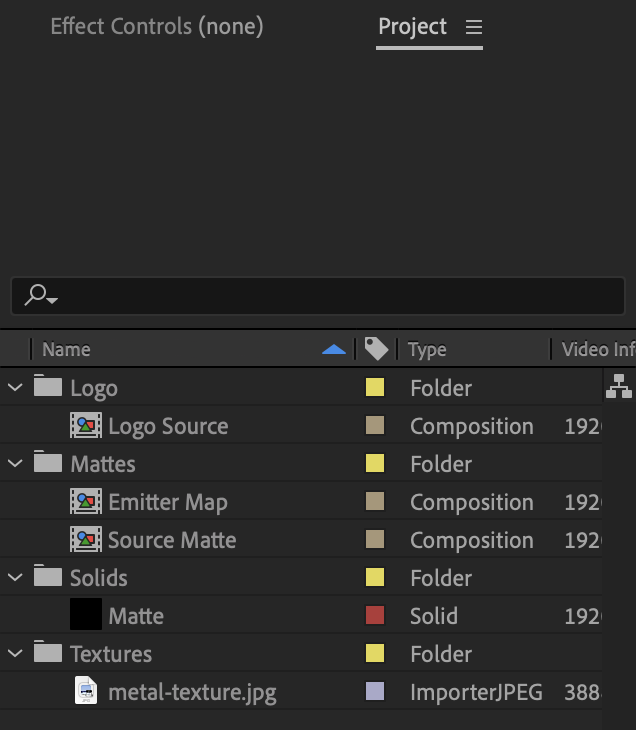 Effect Controls (none) Project
Name Type Video Inf
Logo Folder
Logo Source Composition 192
Mattes Folder
Emitter Map Composition 192
Source Matte Composition 192
Solids Folder
Matte Solid 192
Textures Folder
metal-texture.jpg ImporterJPEG 388